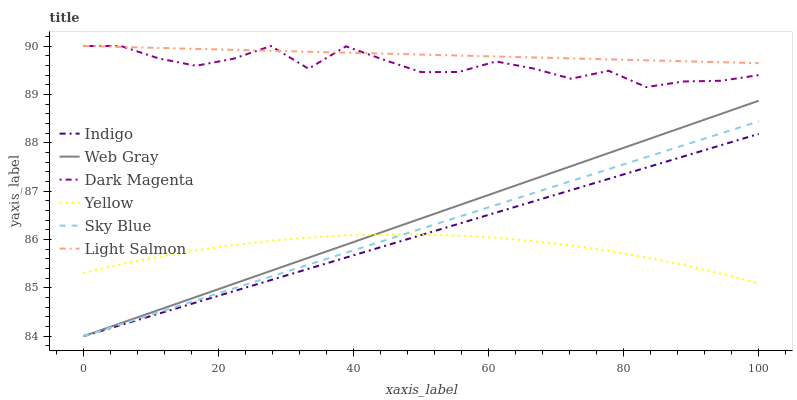 title
90
89
88
87
86
85
84
yaxis_label
Indigo
Web Gray
Dark Magenta
Yellow
Sky Blue
Light Salmon
0 20 40 60 80 100
xaxis_label